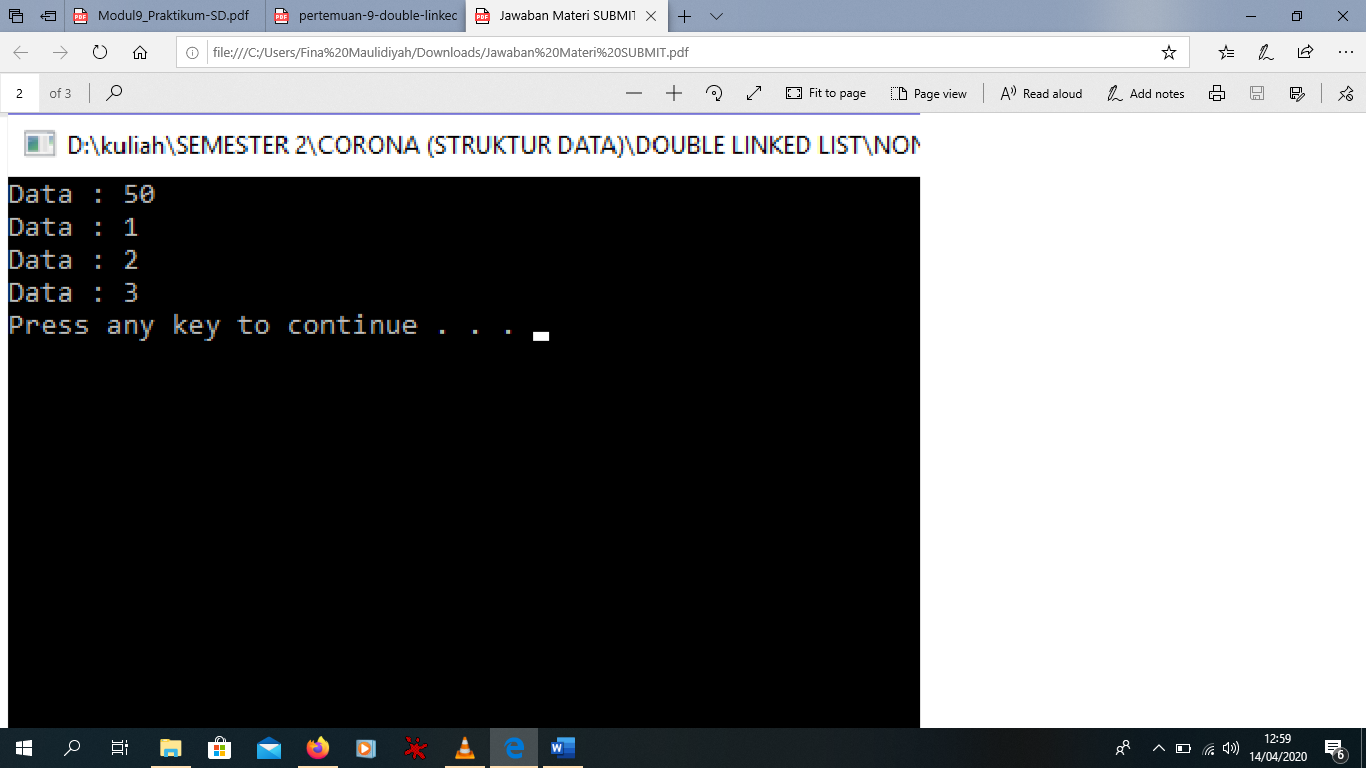 Modul9_Praktikum-SD.pdf
pertemuan-9-double-linkec
Jawaban Materi SUBMIT
file:///C:/Users/Fina%20Maulidiyah/Downloads/Jawaban%20Materi%20SUBMIT.pdf
2 of 3
Fit to page
Page view
Read aloud
Add notes
D:\kuliah\SEMESTER 2\CORONA (STRUKTUR DATA)\DOUBLE LINKED LIST\NON
Data : 50
Data : 1
Data : 2
Data : 3
Press any key to continue . . .
12:59
14/04/2020
6